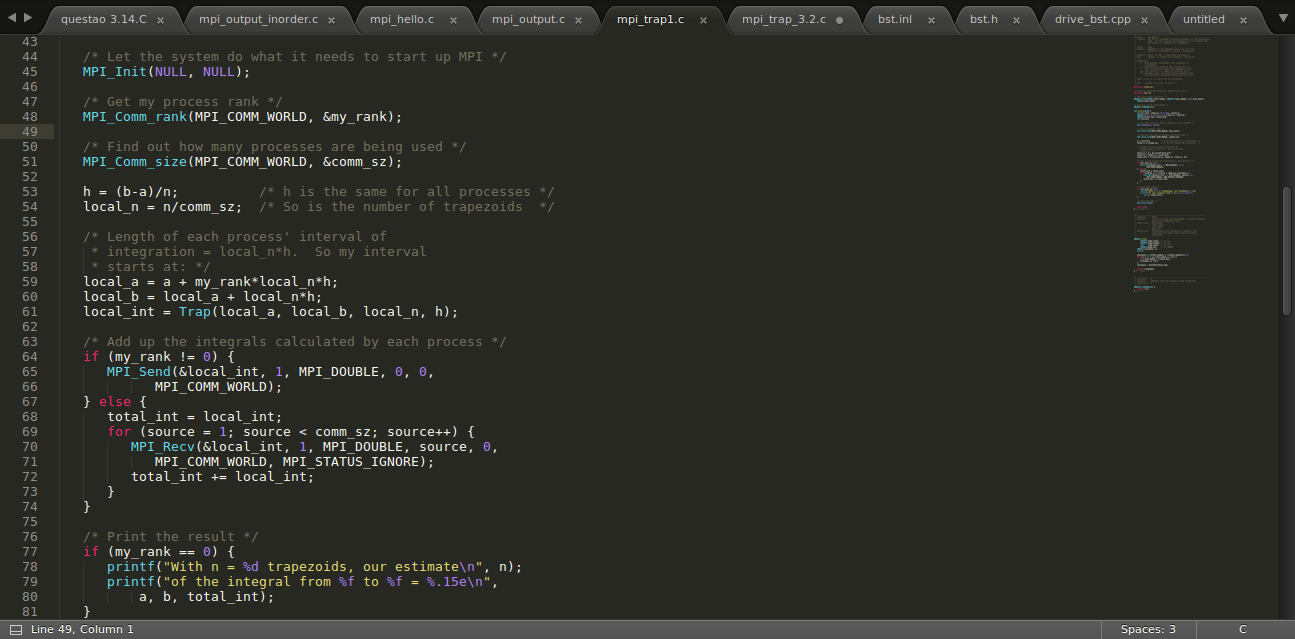 questao 3.14.C × mpi_output_inorder.c × mpi_hello.c × mpi_output.c × mpi_trap1.c × mpi_trap_3.2.c ● bst.inl × bst.h × drive_bst.cpp × untitled ×
43
44 /* Let the system do what it needs to start up MPI */
45 MPI_Init(NULL, NULL);
46
47 /* Get my process rank */
48 MPI_Comm_rank(MPI_COMM_WORLD, &my_rank);
49
50 /* Find out how many processes are being used */
51 MPI_Comm_size(MPI_COMM_WORLD, &comm_sz);
52
53 h = (b-a)/n;          /* h is the same for all processes */
54 local_n = n/comm_sz;  /* So is the number of trapezoids  */
55
56 /* Length of each process' interval of
57  * integration = local_n*h.  So my interval
58  * starts at: */
59 local_a = a + my_rank*local_n*h;
60 local_b = local_a + local_n*h;
61 local_int = Trap(local_a, local_b, local_n, h);
62
63 /* Add up the integrals calculated by each process */
64 if (my_rank != 0) {
65    MPI_Send(&local_int, 1, MPI_DOUBLE, 0, 0,
66          MPI_COMM_WORLD);
67 } else {
68    total_int = local_int;
69    for (source = 1; source < comm_sz; source++) {
70       MPI_Recv(&local_int, 1, MPI_DOUBLE, source, 0,
71          MPI_COMM_WORLD, MPI_STATUS_IGNORE);
72       total_int += local_int;
73    }
74 }
75
76 /* Print the result */
77 if (my_rank == 0) {
78    printf("With n = %d trapezoids, our estimate\n", n);
79    printf("of the integral from %f to %f = %.15e\n",
80        a, b, total_int);
81 }
Line 49, Column 1 Spaces: 3 C